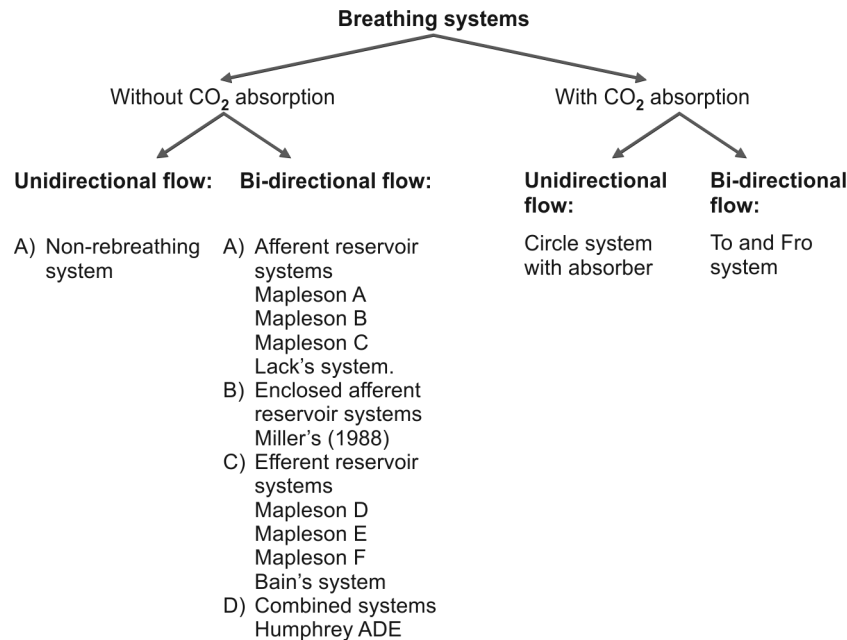 Breathing systems
Without CO₂ absorption
With CO₂ absorption
Unidirectional flow:
A) Non-rebreathing
system
Bi-directional flow:
A) Afferent reservoir
systems
Mapleson A
Mapleson B
Mapleson C
Lack's system.
B) Enclosed afferent
reservoir systems
Miller's (1988)
C) Efferent reservoir
systems
Mapleson D
Mapleson E
Mapleson F
Bain's system
D) Combined systems
Humphrey ADE
Unidirectional
flow:
Circle system
with absorber
Bi-directional
flow:
To and Fro
system